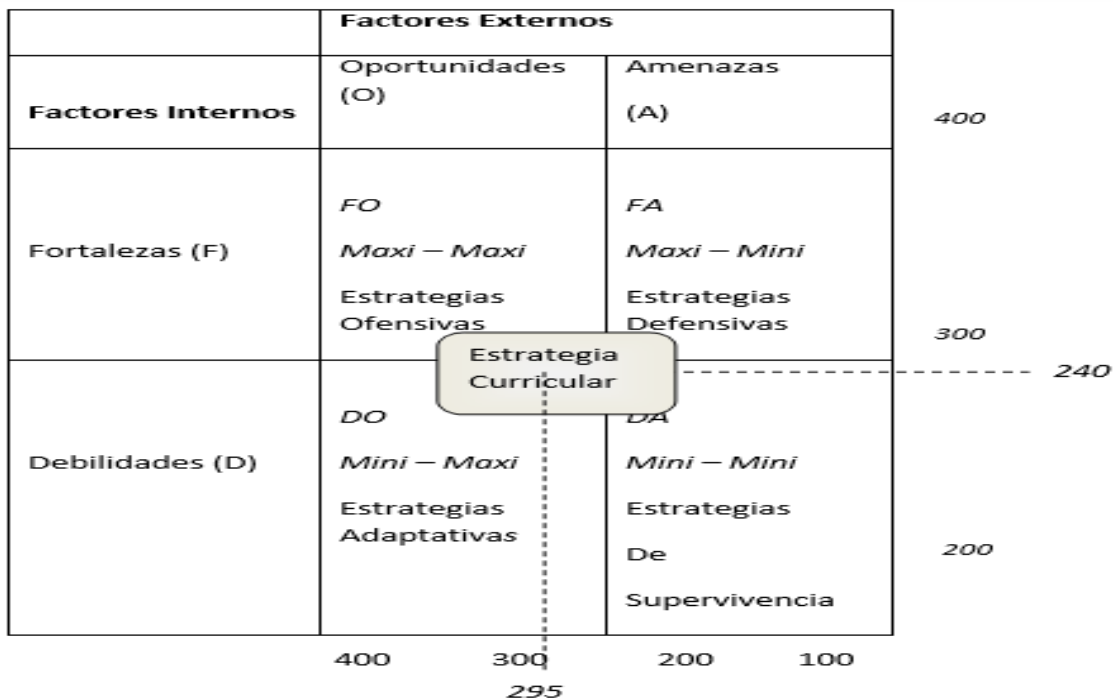 Factores Externos
Factores Internos
Oportunidades
(O)
Amenazas
(A)
400
Fortalezas (F)
FO
Maxi – Maxi
Estrategias
Ofensivas
FA
Maxi – Mini
Estrategias
Defensivas
300
Estrategia
Curricular
240
Debilidades (D)
DO
Mini – Maxi
Estrategias
Adaptativas
DA
Mini – Mini
Estrategias
De
Supervivencia
200
400 300 200 100
295